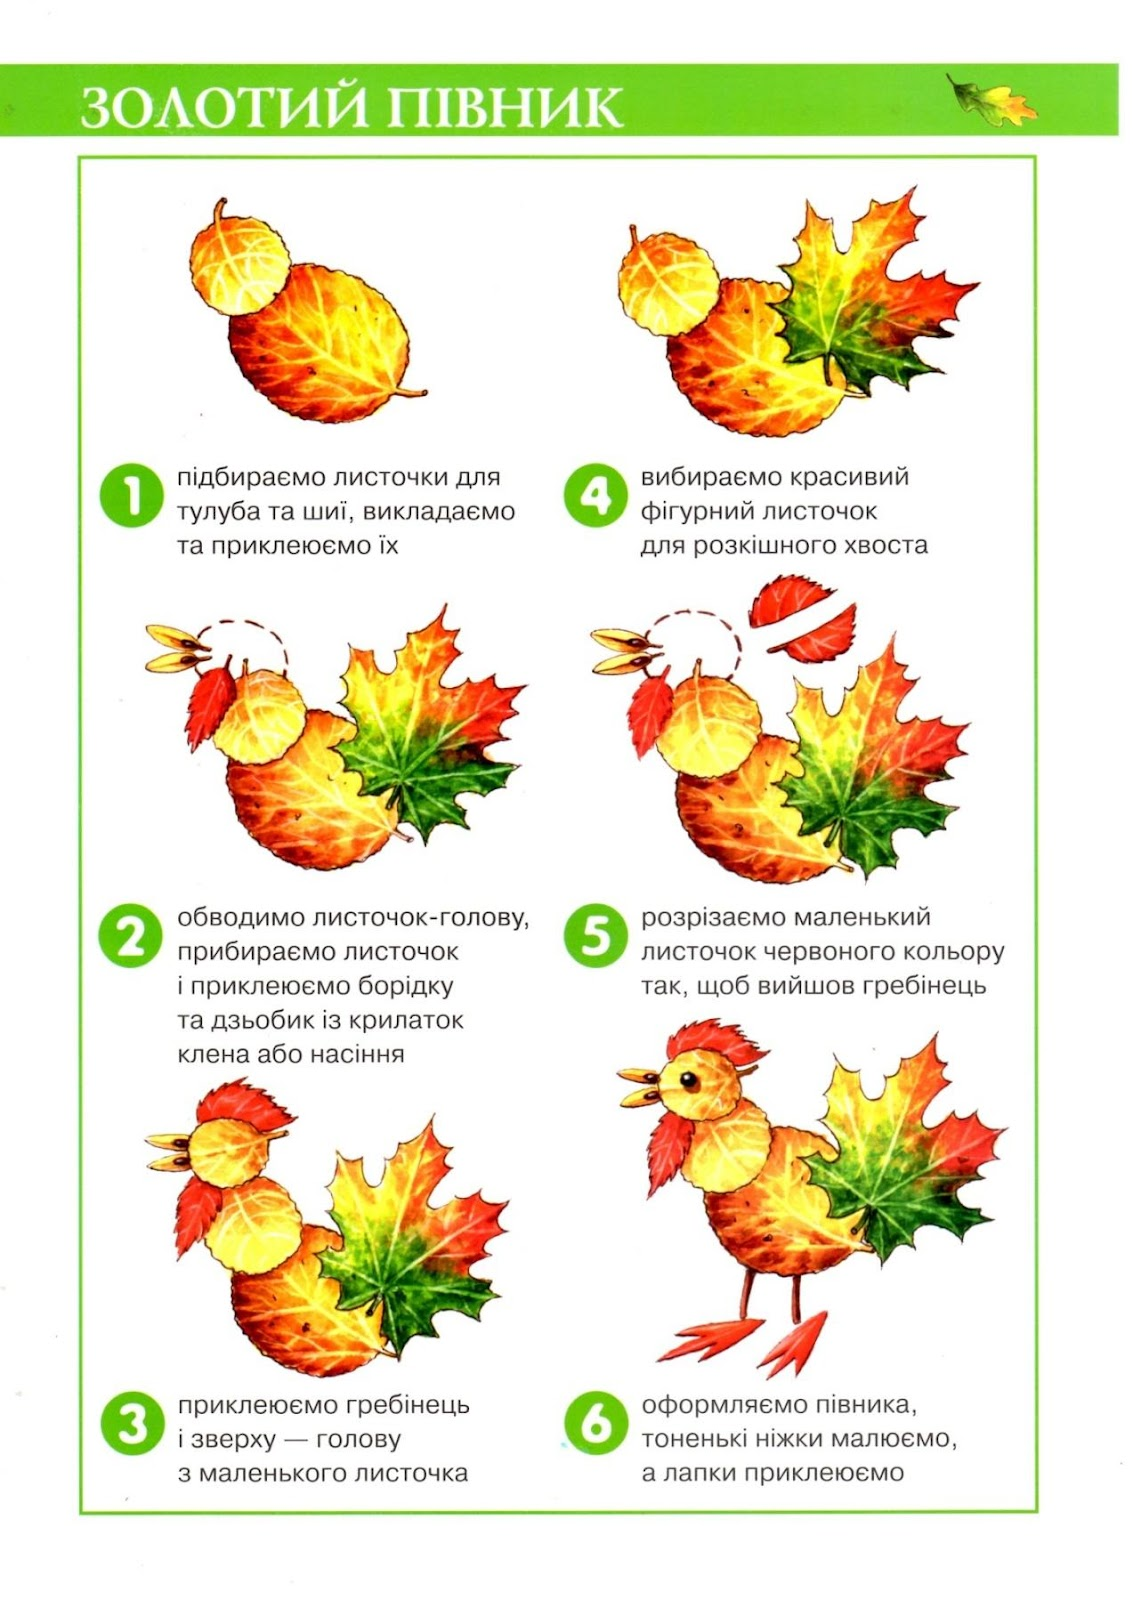 ЗОЛОТИЙ ПІВНИК
1
підбираємо листочки для
тулуба та шиї, викладаємо
та приклеюємо їх
4
вибираємо красивий
фігурний листочок
для розкішного хвоста
2
обводимо листочок-голову,
прибираємо листочок
і приклеюємо борідку
та дзьобик із крилаток
клена або насіння
5
розрізаємо маленький
листочок червоного кольору
так, щоб вийшов гребінець
3
приклеюємо гребінець
і зверху — голову
з маленького листочка
6
оформляємо півника,
тоненькі ніжки малюємо,
а лапки приклеюємо